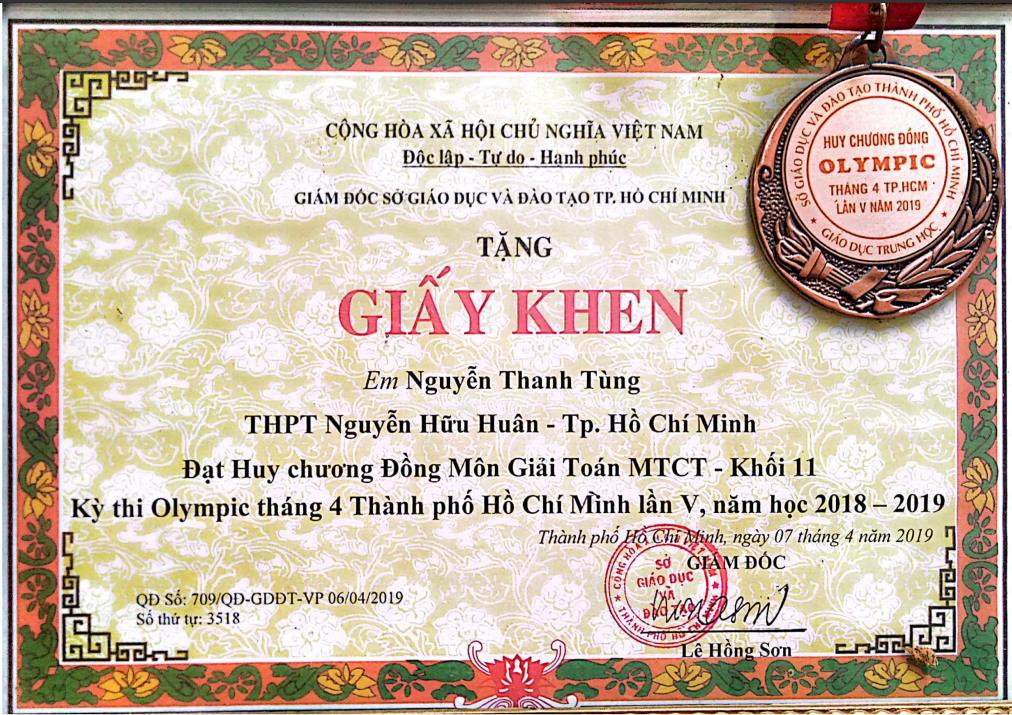 CỘNG HÒA XÃ HỘI CHỦ NGHĨA VIỆT NAM
Độc lập - Tự do - Hạnh phúc
GIÁM ĐỐC SỞ GIÁO DỤC VÀ ĐÀO TẠO TP. HỒ CHÍ MINH
TẶNG
GIẤY KHEN
Em Nguyễn Thanh Tùng
THPT Nguyễn Hữu Huân - Tp. Hồ Chí Minh
Đạt Huy chương Đồng Môn Giải Toán MTCT - Khối 11
Kỳ thi Olympic tháng 4 Thành phố Hồ Chí Minh lần V, năm học 2018 – 2019
Thành phố Hồ Chí Minh, ngày 07 tháng 4 năm 2019
GIÁM ĐỐC
CỘNG HÒA VIỆT NAM
SỞ
GIÁO DỤC
VÀ
ĐÀO TẠO
THÀNH PHỐ HỒ CHÍ MINH
Lê Hồng Sơn
QĐ Số: 709/QĐ-GDĐT-VP 06/04/2019
Số thứ tự: 3518
SỞ GIÁO DỤC VÀ ĐÀO TẠO THÀNH PHỐ HỒ CHÍ MINH
HUY CHƯƠNG ĐỒNG
OLYMPIC
THÁNG 4 TP.HCM
LẦN V NĂM 2019
GIÁO DỤC TRUNG HỌC